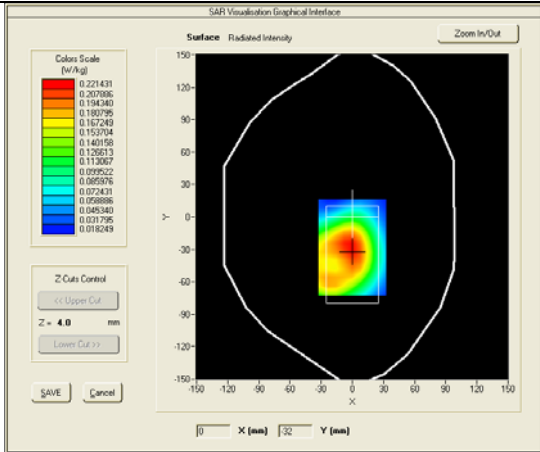 SAR Visualisation Graphical Interface
Surface Radiated Intensity
Zoom In/Out
Colors Scale
(W/kg)
0.221431
0.207886
0.194340
0.180795
0.167249
0.153704
0.140158
0.126613
0.113067
0.099522
0.085976
0.072431
0.058886
0.045340
0.031795
0.018249
150-
120-
90-
60-
30-
0-
-30-
-60-
-90-
-120-
-150-
Y
-150 -120 -90 -60 -30 0 30 60 90 120 150
X
Z Cuts Control
<< Upper Cut
Z = 4.0 mm
Lower Cut >>
SAVE Cancel
0 X (mm) -32 Y (mm)